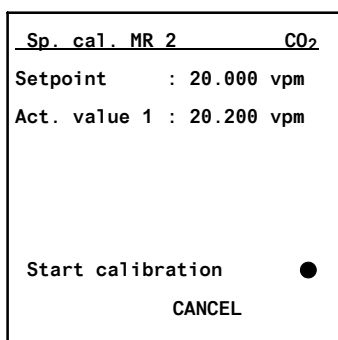 Sp. cal. MR 2 CO₂
Setpoint : 20.000 vpm
Act. value 1 : 20.200 vpm
Start calibration
CANCEL